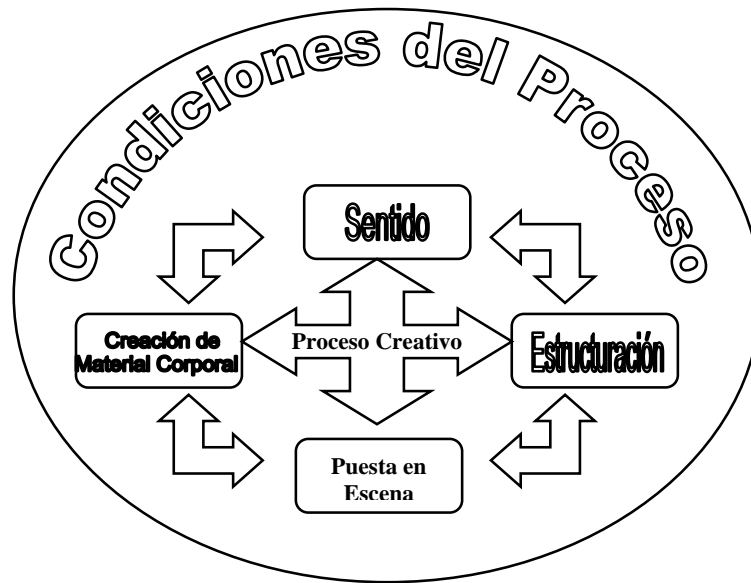 Condiciones del Proceso
Sentido
Creación de
Material Corporal
Proceso Creativo
Estructuración
Puesta en
Escena